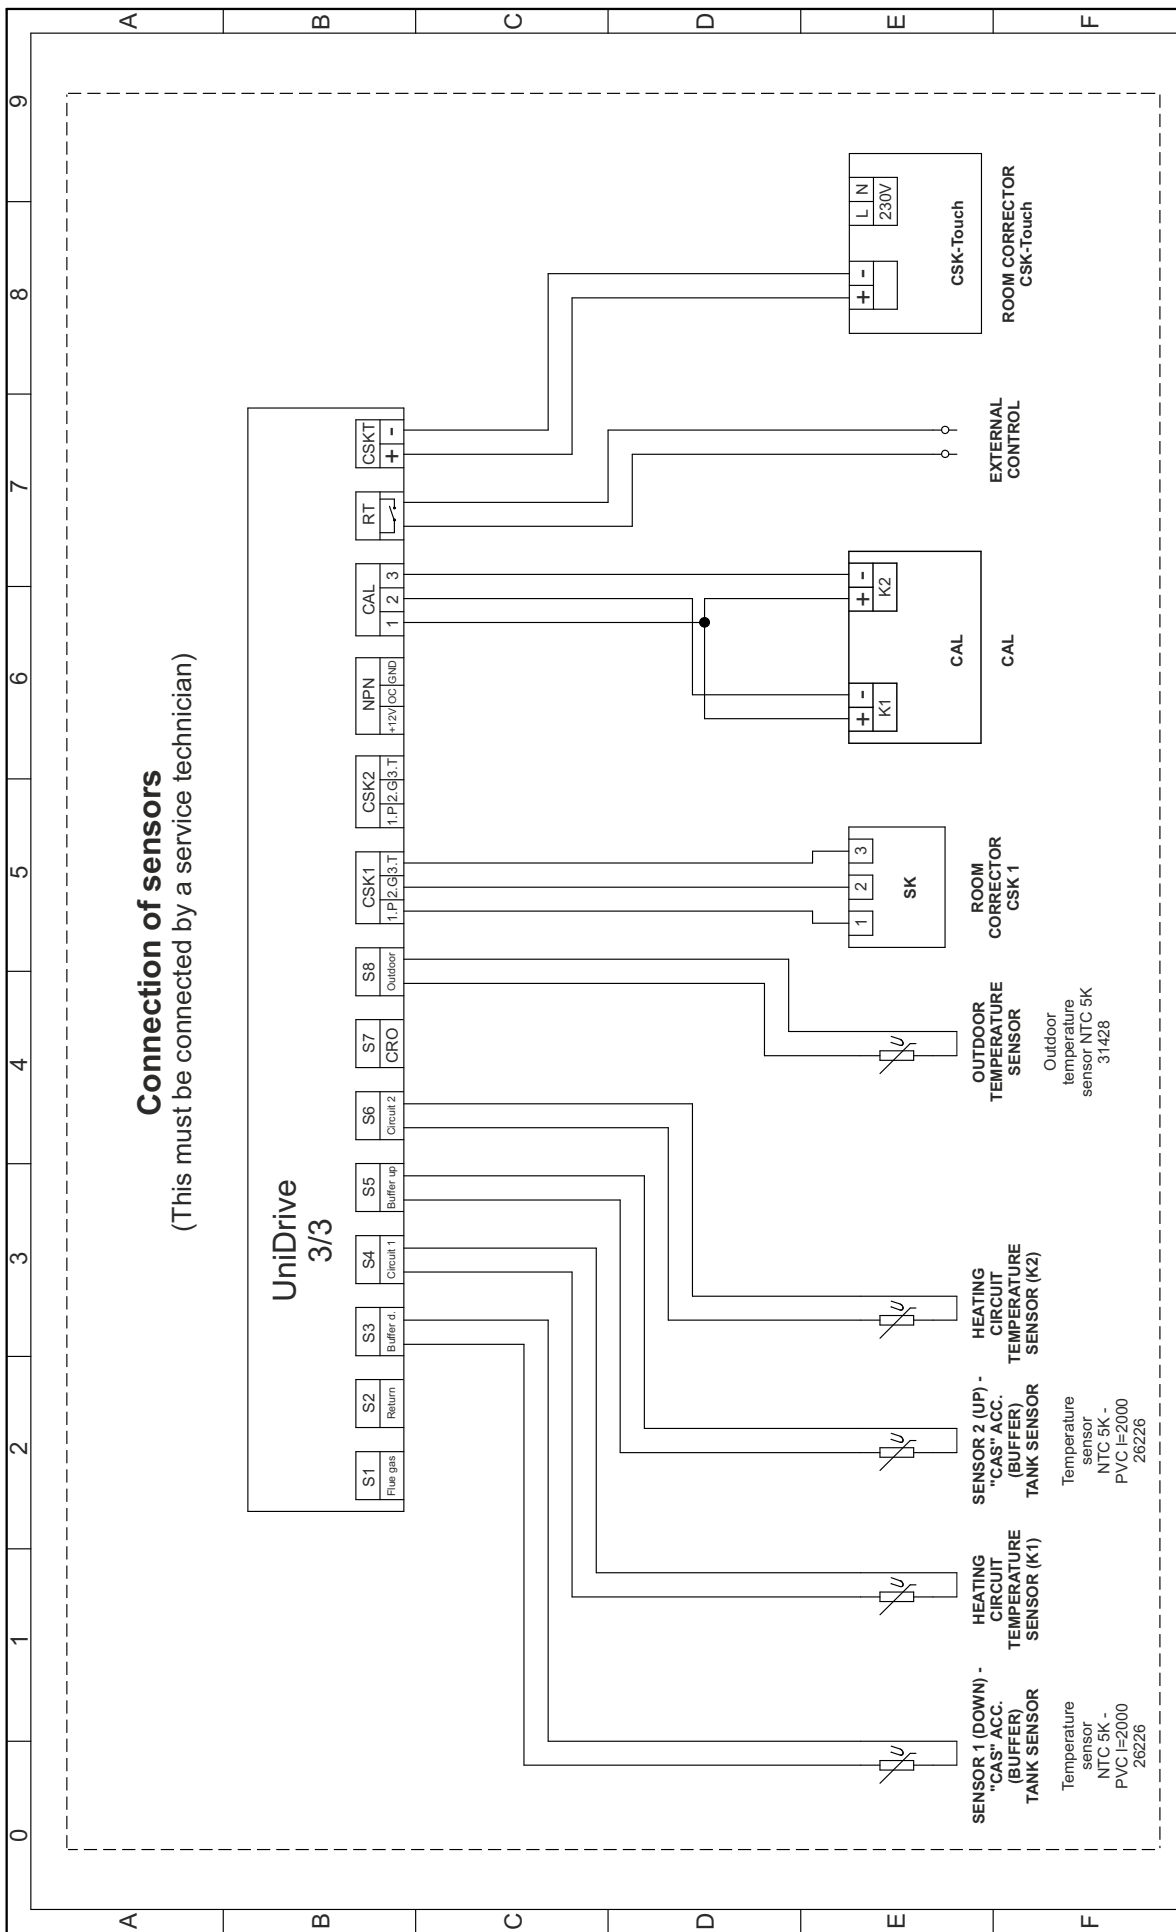 0 1 2 3 4 5 6 7 8 9
A
A
B
B
C
C
D
D
E
E
F
F
Connection of sensors
(This must be connected by a service technician)
UniDrive
3/3
S1
Flue gas
S2
Return
S3
Buffer d.
S4
Circuit 1
S5
Buffer up
S6
Circuit 2
S7
CRO
S8
Outdoor
CSK1
1.P 2.G 3.T
CSK2
1.P 2.G 3.T
NPN
+12V OC GND
CAL
1 2 3
RT
CSKT
+ -
U
U
U
U
U
1 2 3
SK
+ -
K1
+ -
K2
CAL
+ -
L N
230V
CSK-Touch
SENSOR 1 (DOWN) -
"CAS" ACC.
(BUFFER)
TANK SENSOR
Temperature
sensor
NTC 5K -
PVC l=2000
26226
HEATING
CIRCUIT
TEMPERATURE
SENSOR (K1)
SENSOR 2 (UP) -
"CAS" ACC.
(BUFFER)
TANK SENSOR
Temperature
sensor
NTC 5K -
PVC l=2000
26226
HEATING
CIRCUIT
TEMPERATURE
SENSOR (K2)
OUTDOOR
TEMPERATURE
SENSOR
Outdoor
temperature
sensor NTC 5K
31428
ROOM
CORRECTOR
CSK 1
CAL
EXTERNAL
CONTROL
ROOM CORRECTOR
CSK-Touch